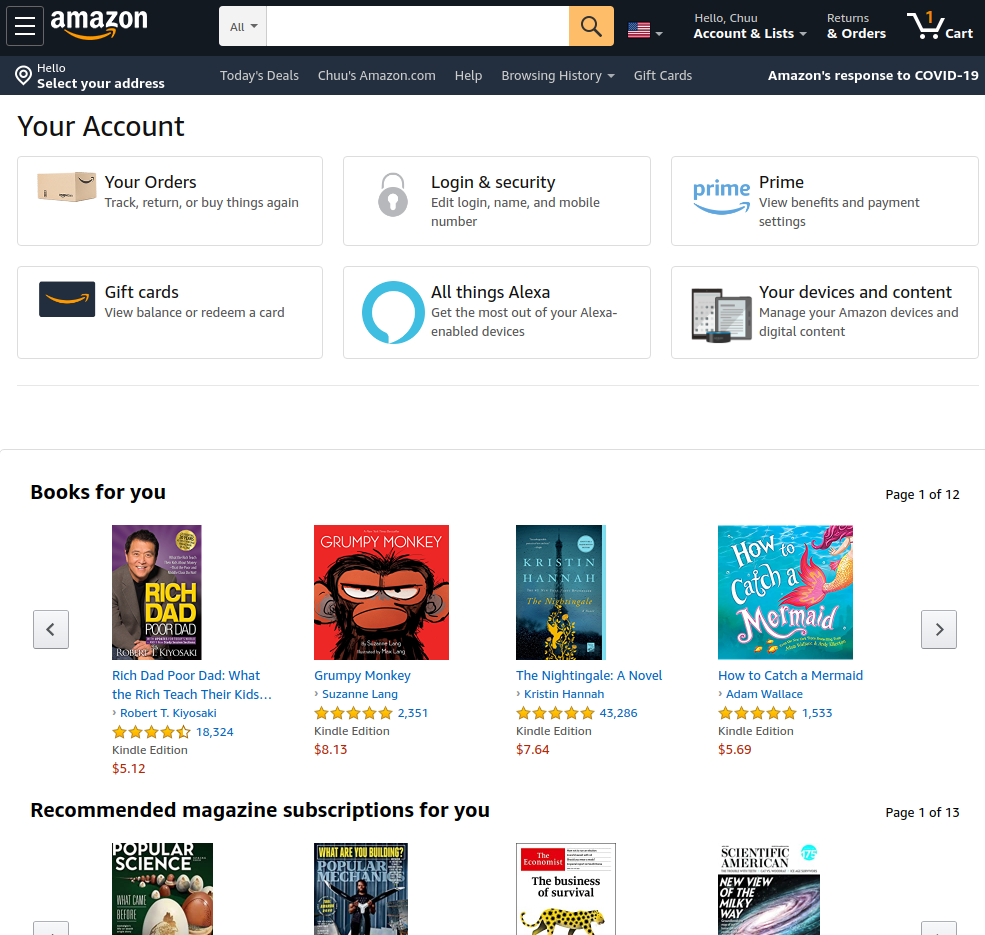 amazon
All
Hello, Chuu
Account & Lists
Returns
& Orders
1
Cart
Hello
Select your address
Today's Deals
Chuu's Amazon.com
Help
Browsing History
Gift Cards
Amazon's response to COVID-19
Your Account
Your Orders
Track, return, or buy things again
Login & security
Edit login, name, and mobile
number
prime
Prime
View benefits and payment
settings
Gift cards
View balance or redeem a card
All things Alexa
Get the most out of your Alexa-
enabled devices
Your devices and content
Manage your Amazon devices and
digital content
Books for you
Page 1 of 12
RICH
DAD
POOR DAD
ROBERT T. KIYOSAKI
Rich Dad Poor Dad: What
the Rich Teach Their Kids...
› Robert T. Kiyosaki
18,324
Kindle Edition
$5.12
GRUMPY MONKEY
By Suzanne Lang
Illustrated by Max Lang
Grumpy Monkey
› Suzanne Lang
2,351
Kindle Edition
$8.13
KRISTIN
HANNAH
The Nightingale
The Nightingale: A Novel
› Kristin Hannah
43,286
Kindle Edition
$7.64
How to
Catch a
Mermaid
How to Catch a Mermaid
› Adam Wallace
1,533
Kindle Edition
$5.69
Recommended magazine subscriptions for you
Page 1 of 13
POPULAR
SCIENCE
WHAT CAME
BEFORE
WHAT ARE YOU BUILDING?
POPULAR
MECHANICS
The
Economist
The business
of survival
SCIENTIFIC
AMERICAN
175
NEW VIEW
OF THE
MILKY
WAY